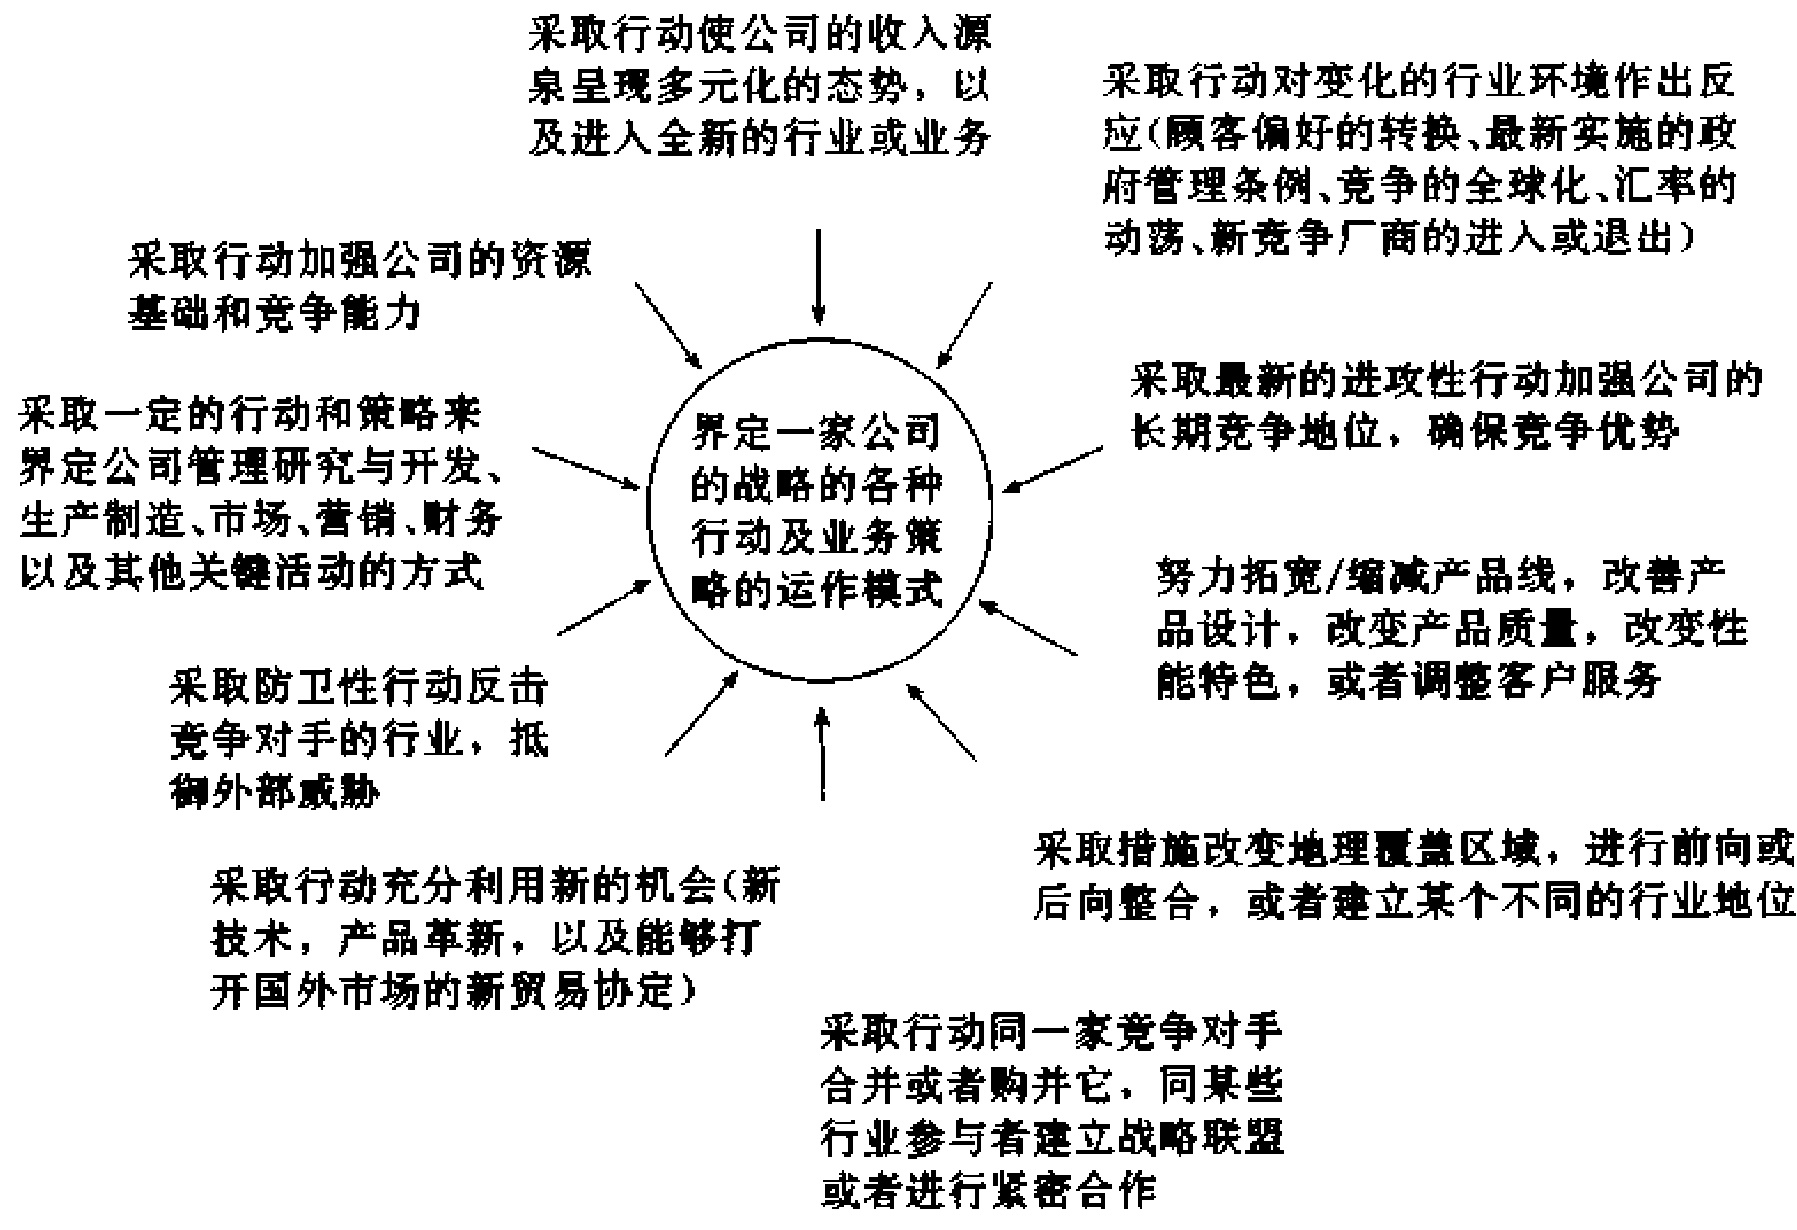 采取行动使公司的收入源
泉呈现多元化的态势，以
及进入全新的行业或业务
采取行动对变化的行业环境作出反
应(顾客偏好的转换、最新实施的政
府管理条例、竞争的全球化、汇率的
动荡、新竞争厂商的进入或退出)
采取行动加强公司的资源
基础和竞争能力
采取最新的进攻性行动加强公司的
长期竞争地位，确保竞争优势
采取一定的行动和策略来
界定公司管理研究与开发、
生产制造、市场、营销、财务
以及其他关键活动的方式
界定一家公司
的战略的各种
行动及业务策
略的运作模式
努力拓宽/缩减产品线，改善产
品设计，改变产品质量，改变性
能特色，或者调整客户服务
采取防卫性行动反击
竞争对手的行业，抵
御外部威胁
采取措施改变地理覆盖区域，进行前向或
后向整合，或者建立某个不同的行业地位
采取行动充分利用新的机会(新
技术，产品革新，以及能够打
开国外市场的新贸易协定)
采取行动同一家竞争对手
合并或者购并它，同某些
行业参与者建立战略联盟
或者进行紧密合作